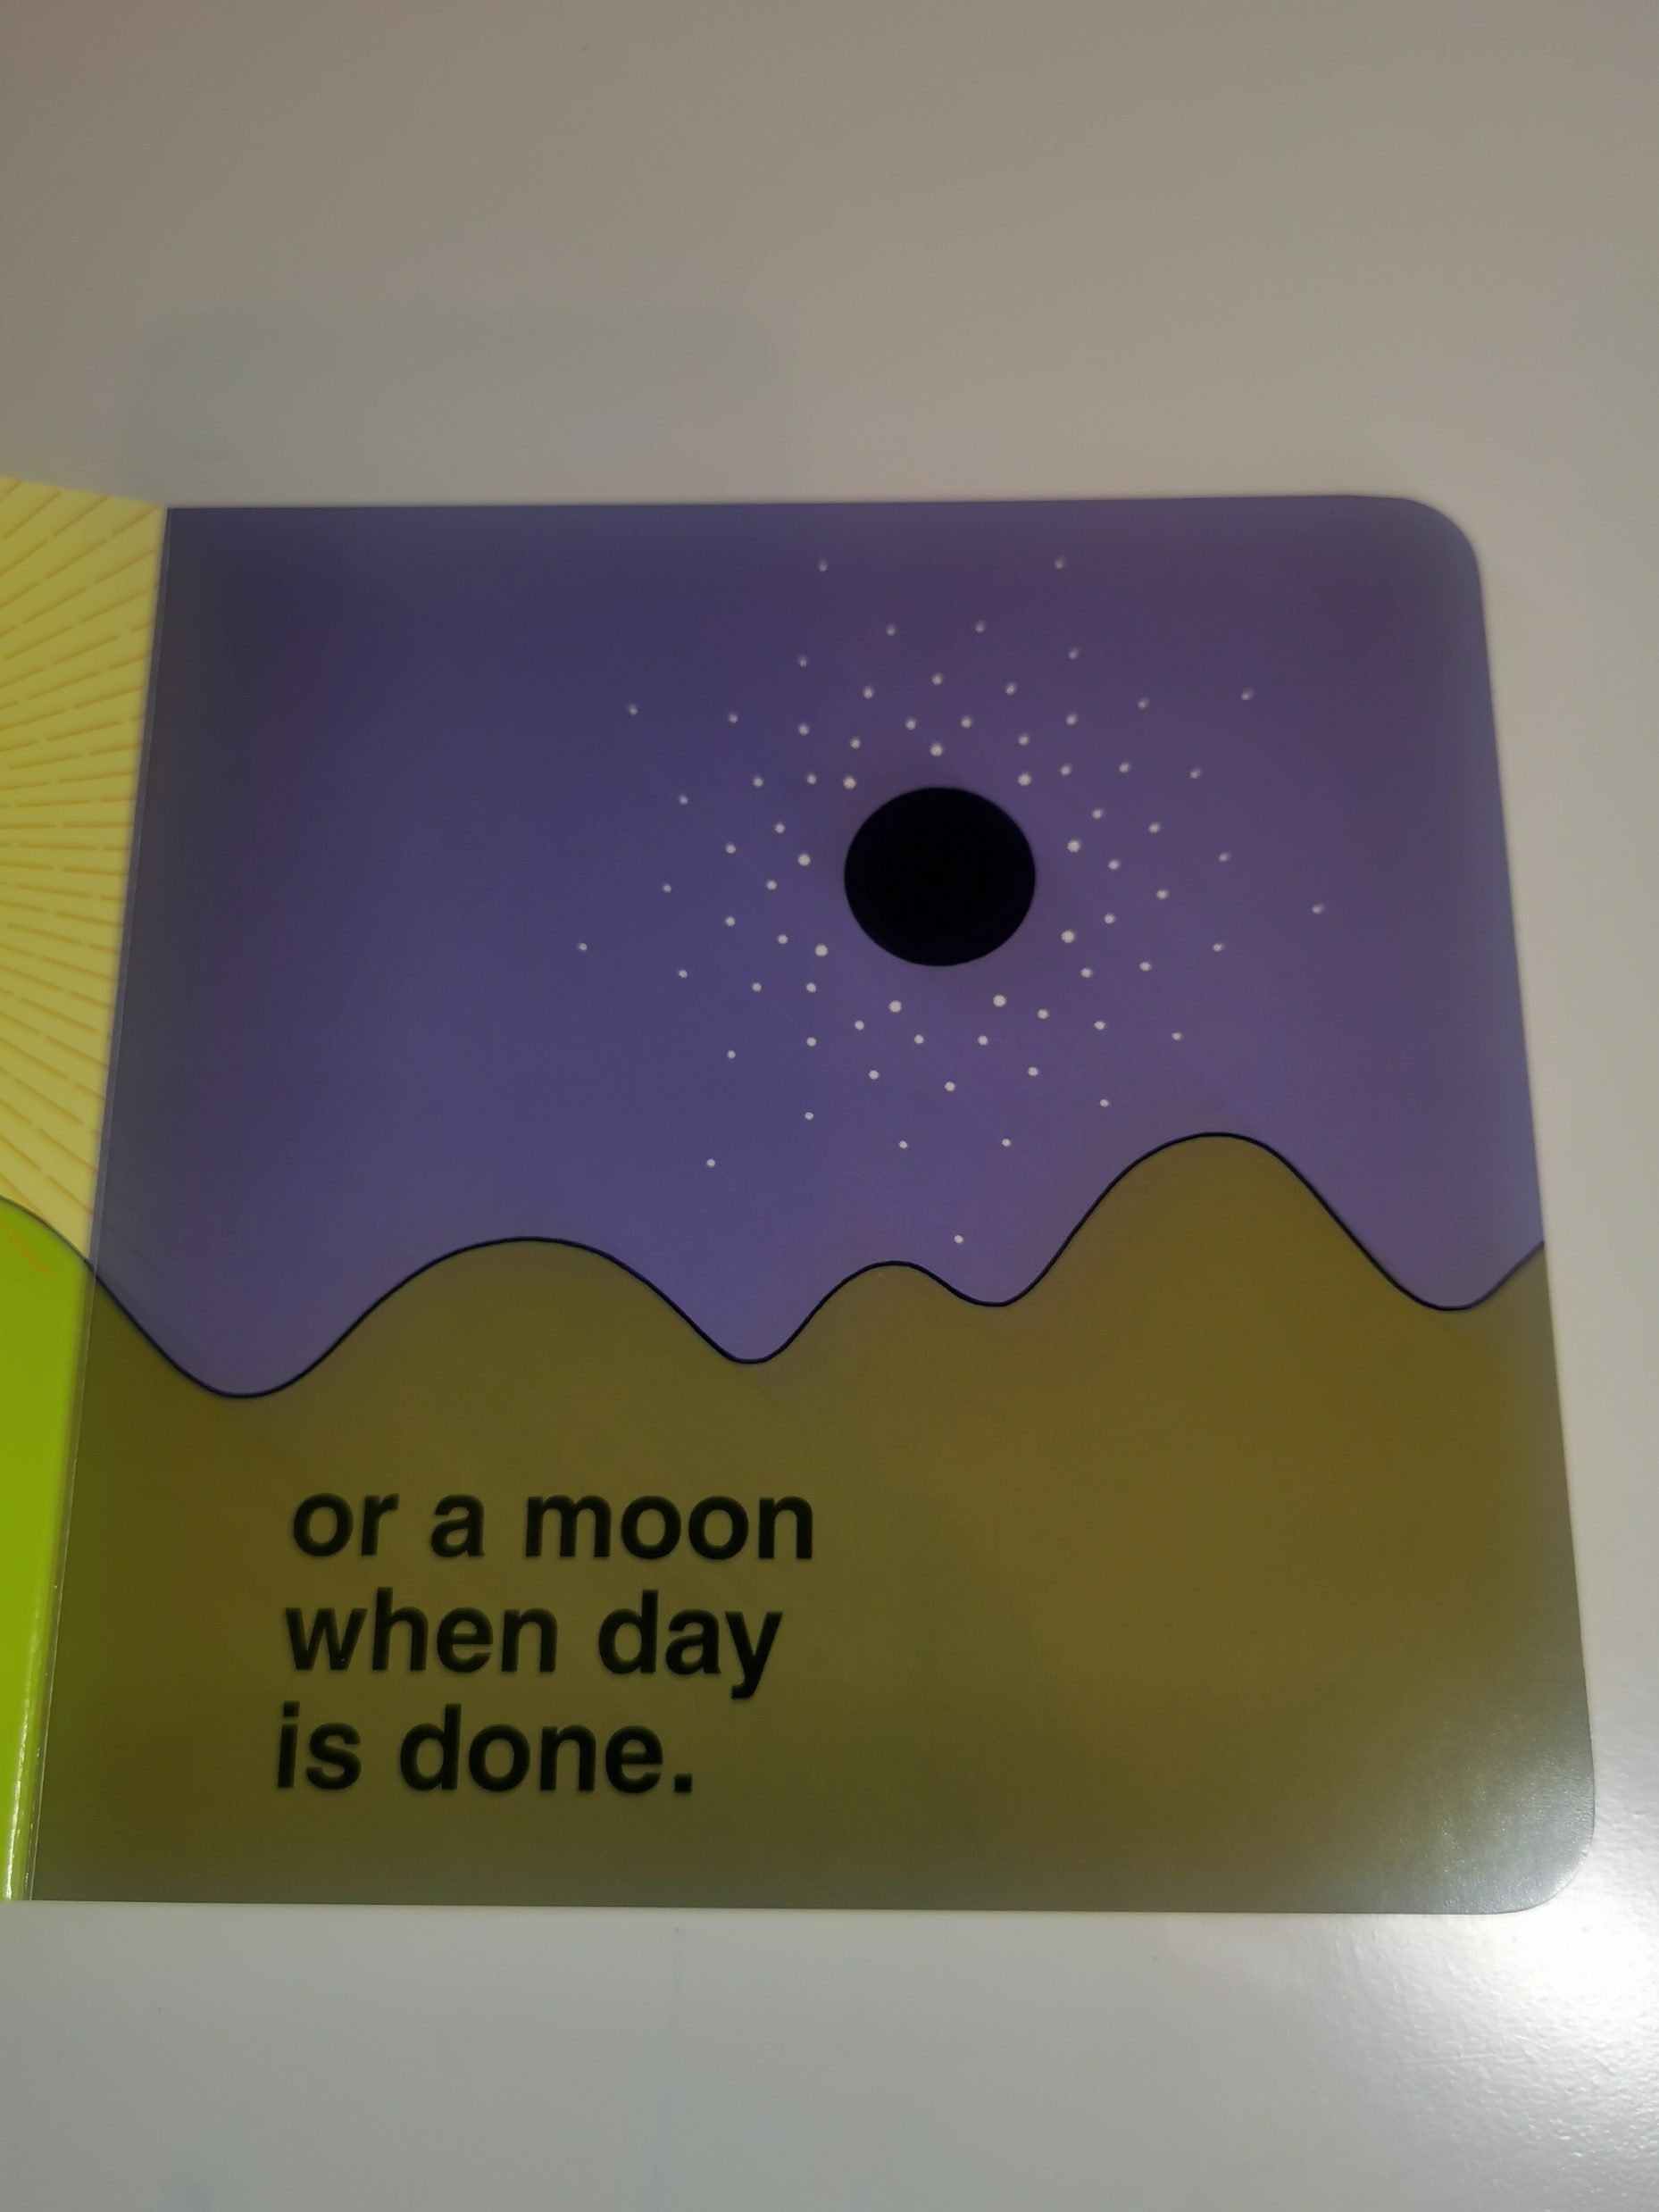 or a moon
when day
is done.